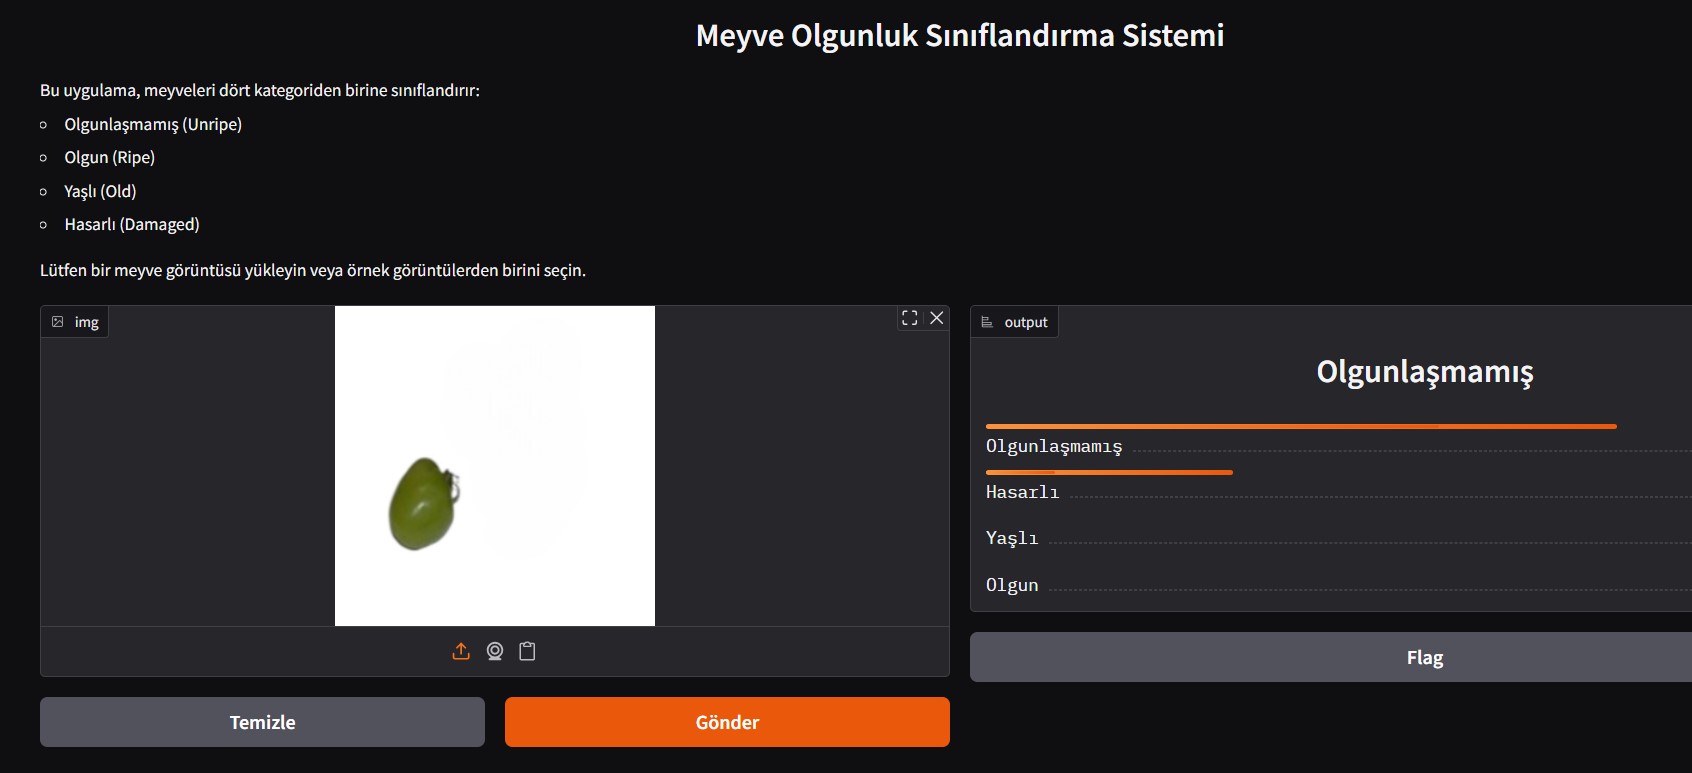 Meyve Olgunluk Sınıflandırma Sistemi
Bu uygulama, meyveleri dört kategoriden birine sınıflandırır:
Olgunlaşmamış (Unripe)
Olgun (Ripe)
Yaşlı (Old)
Hasarlı (Damaged)
Lütfen bir meyve görüntüsü yükleyin veya örnek görüntülerden birini seçin.
img
output
Olgunlaşmamış
Olgunlaşmamış
Hasarlı
Yaşlı
Olgun
Flag
Temizle
Gönder